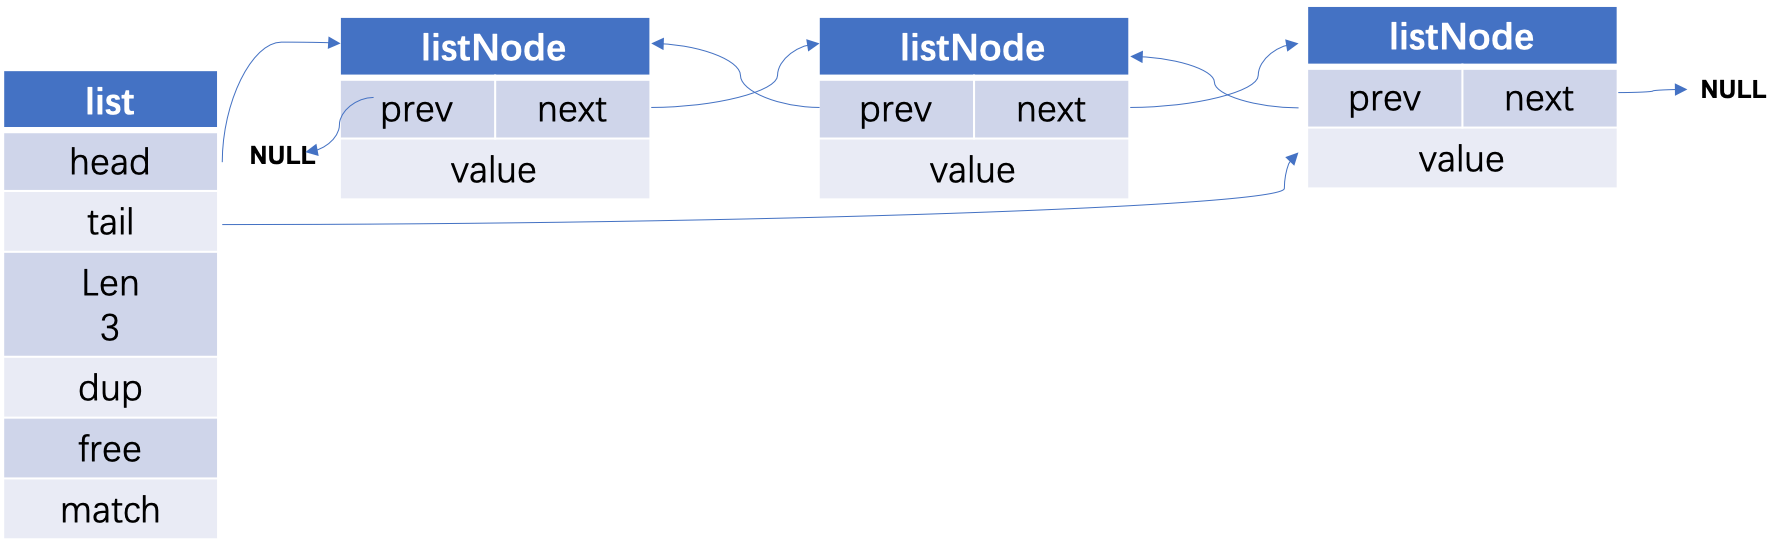 list
head
tail
Len
3
dup
free
match
NULL
listNode
prev next
value
listNode
prev next
value
listNode
prev next
value
NULL